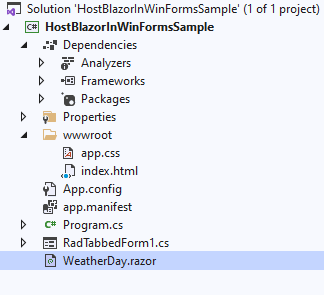 Solution 'HostBlazorInWinFormsSample' (1 of 1 project)
C# HostBlazorInWinFormsSample
Dependencies
Analyzers
Frameworks
Packages
Properties
wwwroot
app.css
index.html
App.config
app.manifest
C# Program.cs
RadTabbedForm1.cs
WeatherDay.razor